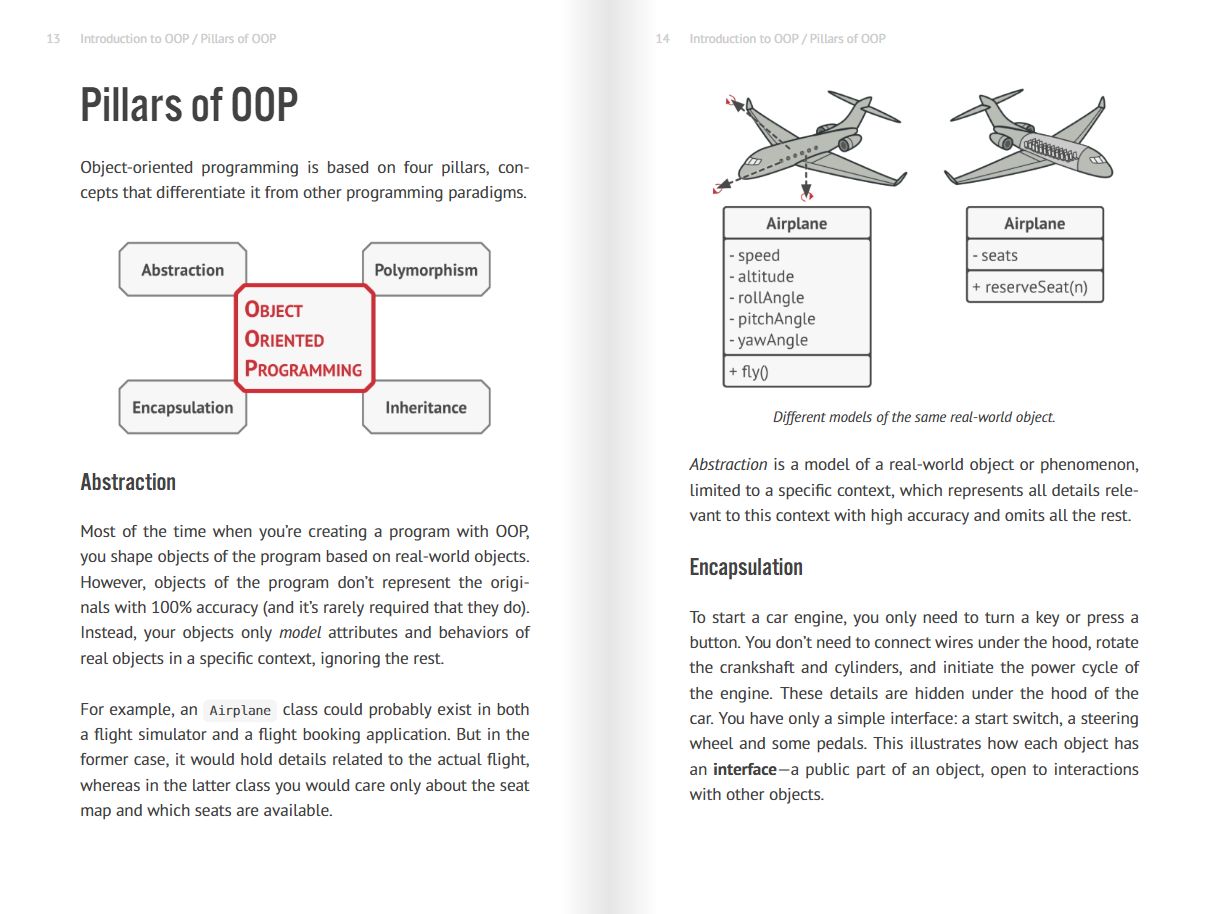 13 Introduction to OOP / Pillars of OOP
Pillars of OOP
Object-oriented programming is based on four pillars, con-
cepts that differentiate it from other programming paradigms.
Abstraction
Polymorphism
OBJECT
ORIENTED
PROGRAMMING
Encapsulation
Inheritance
Abstraction
Most of the time when you’re creating a program with OOP,
you shape objects of the program based on real-world objects.
However, objects of the program don’t represent the origi-
nals with 100% accuracy (and it’s rarely required that they do).
Instead, your objects only model attributes and behaviors of
real objects in a specific context, ignoring the rest.
For example, an Airplane class could probably exist in both
a flight simulator and a flight booking application. But in the
former case, it would hold details related to the actual flight,
whereas in the latter class you would care only about the seat
map and which seats are available.
14 Introduction to OOP / Pillars of OOP
Airplane
- speed
- altitude
- rollAngle
- pitchAngle
- yawAngle
+ fly()
Airplane
- seats
+ reserveSeat(n)
Different models of the same real-world object.
Abstraction is a model of a real-world object or phenomenon,
limited to a specific context, which represents all details rele-
vant to this context with high accuracy and omits all the rest.
Encapsulation
To start a car engine, you only need to turn a key or press a
button. You don’t need to connect wires under the hood, rotate
the crankshaft and cylinders, and initiate the power cycle of
the engine. These details are hidden under the hood of the
car. You have only a simple interface: a start switch, a steering
wheel and some pedals. This illustrates how each object has
an interface—a public part of an object, open to interactions
with other objects.